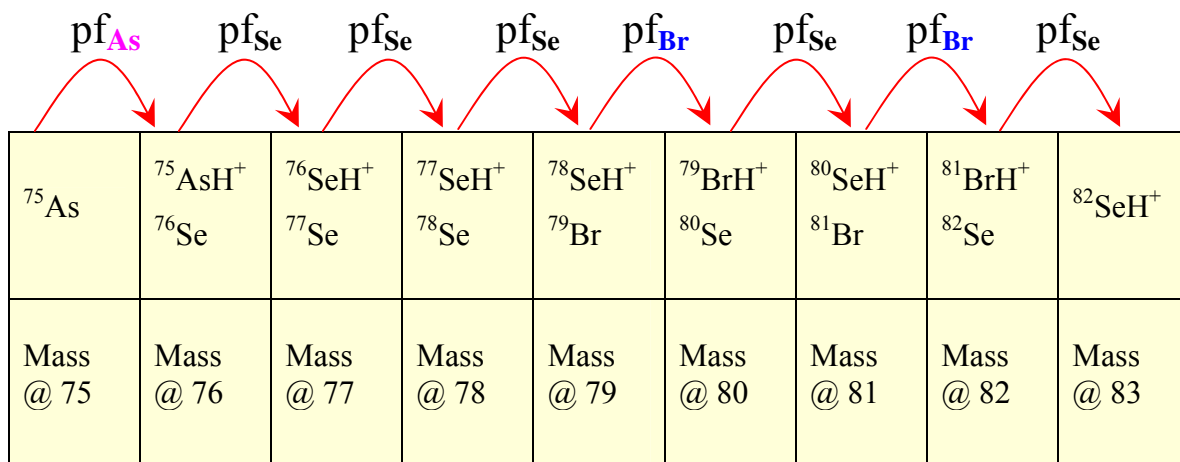 pfAs pfSe pfSe pfSe pfBr pfSe pfBr pfSe
⁷⁵As
⁷⁵AsH⁺
⁷⁶Se
⁷⁶SeH⁺
⁷⁷Se
⁷⁷SeH⁺
⁷⁸Se
⁷⁸SeH⁺
⁷⁹Br
⁷⁹BrH⁺
⁸⁰Se
⁸⁰SeH⁺
⁸¹Br
⁸¹BrH⁺
⁸²Se
⁸²SeH⁺
Mass
@ 75
Mass
@ 76
Mass
@ 77
Mass
@ 78
Mass
@ 79
Mass
@ 80
Mass
@ 81
Mass
@ 82
Mass
@ 83